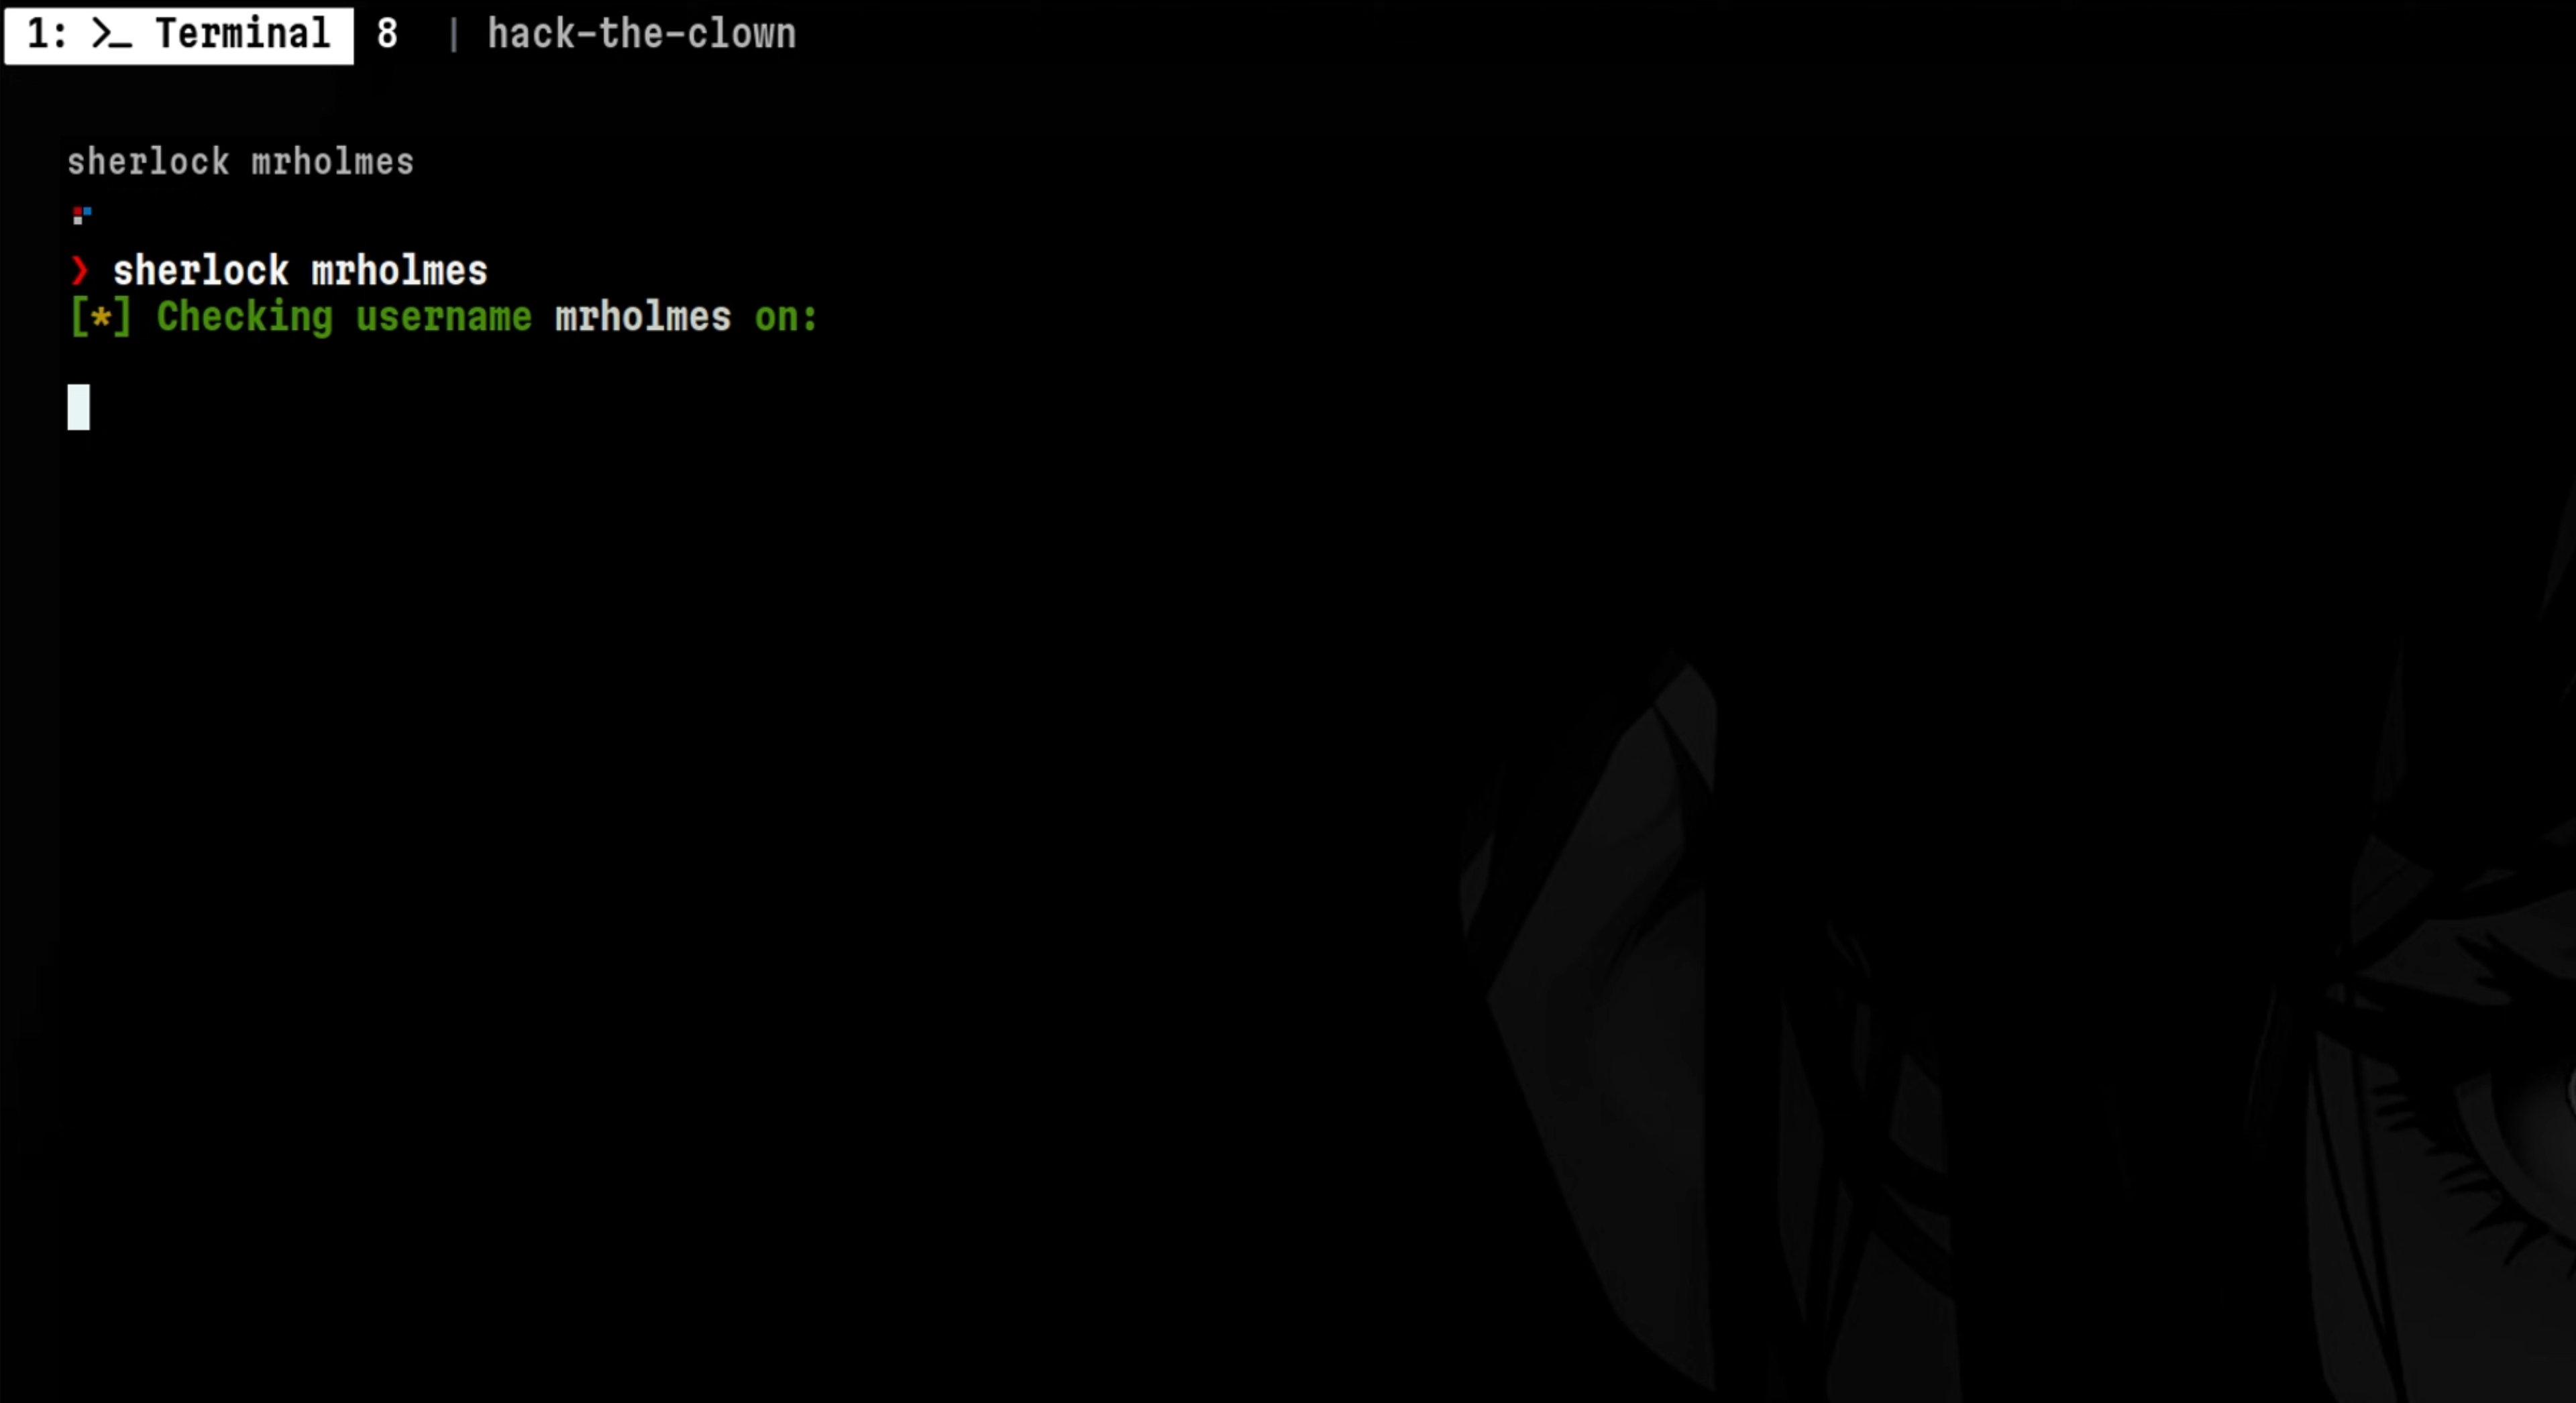 1: >_ Terminal 8 | hack-the-clown
sherlock mrholmes
❯ sherlock mrholmes
[*] Checking username mrholmes on: